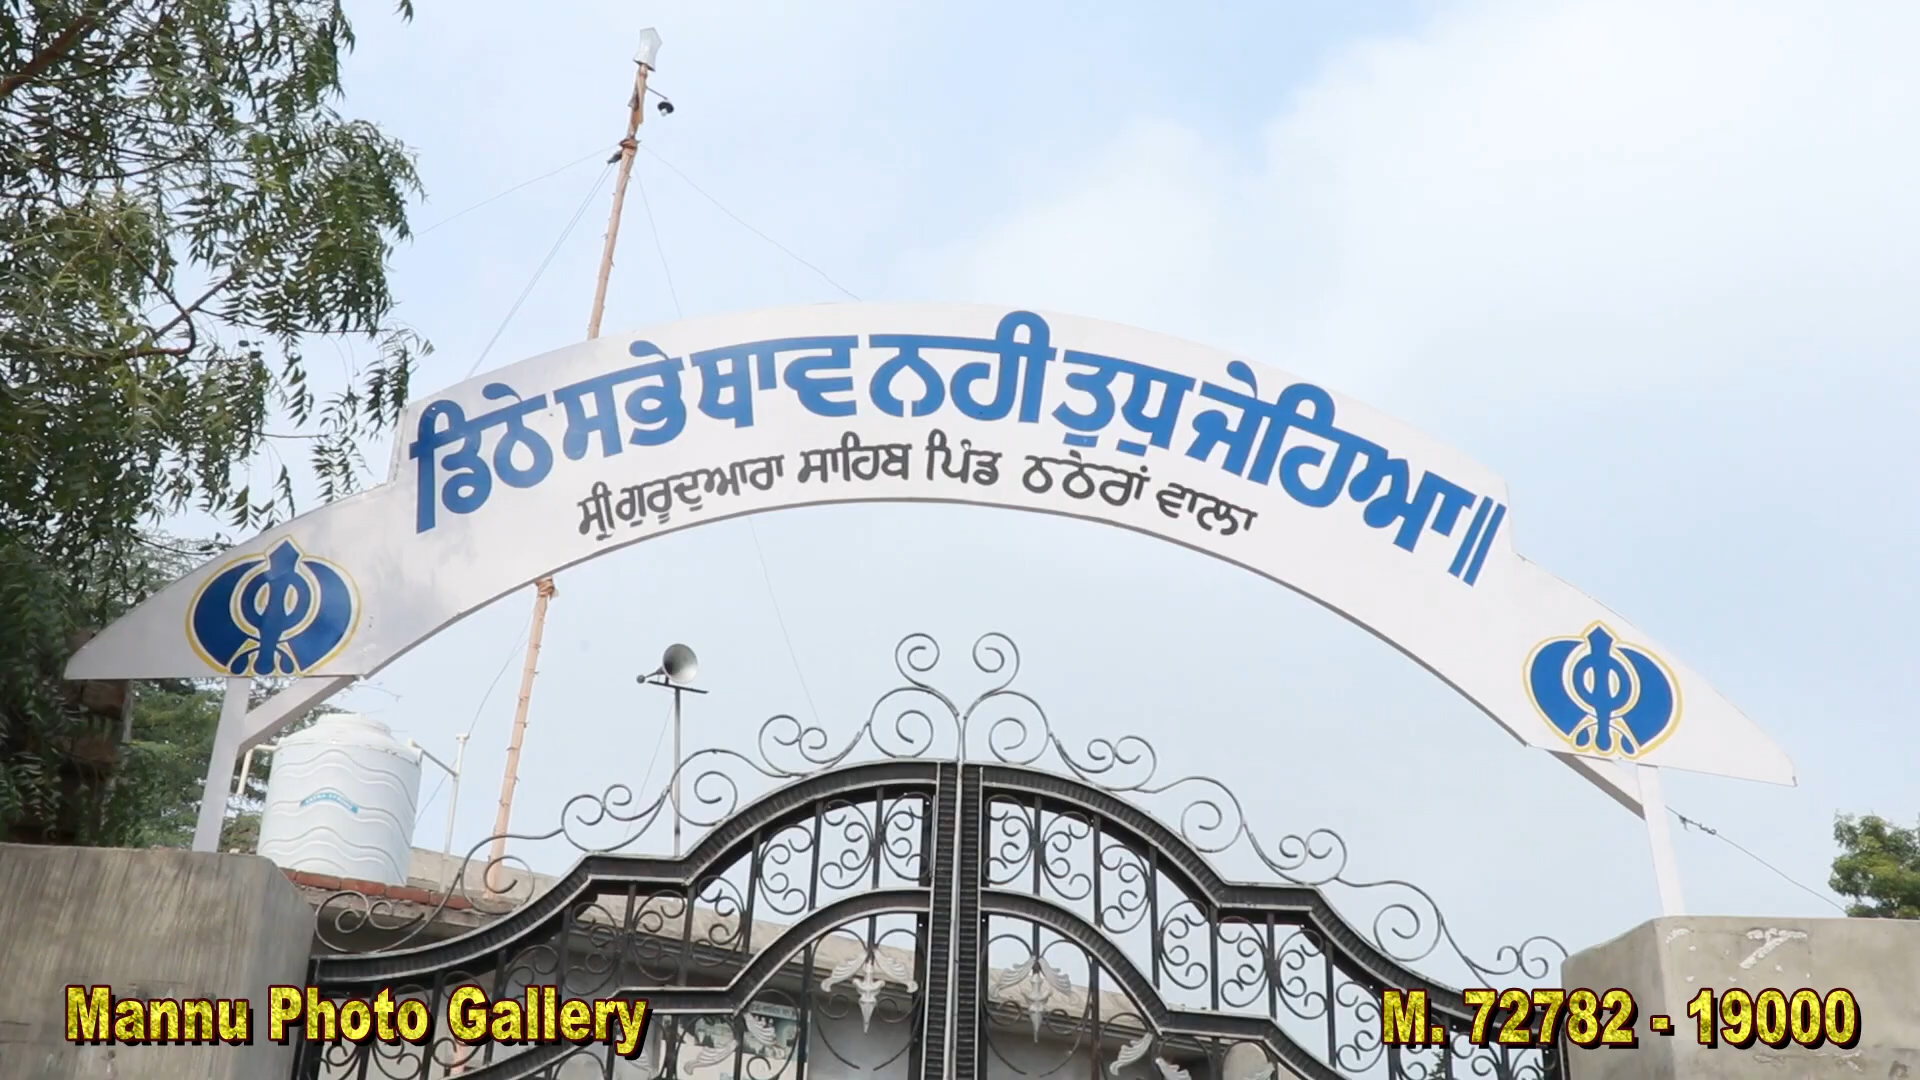 ਡਿਠੇ ਸਭੇ ਥਾਵ ਨਹੀ ਤੁਧੁ ਜੇਹਿਆ॥
ਸ੍ਰੀ ਗੁਰੂਦੁਆਰਾ ਸਾਹਿਬ ਪਿੰਡ ਠਠੇਰਾਂ ਵਾਲਾ
Mannu Photo Gallery
M. 72782 - 19000